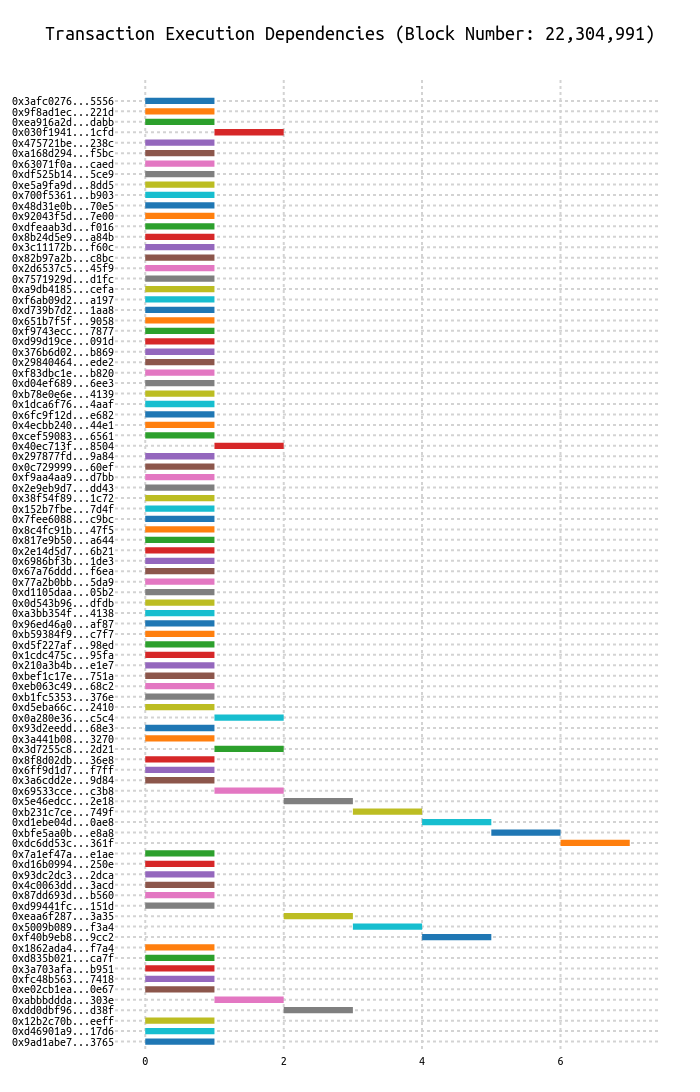 Transaction Execution Dependencies (Block Number: 22,304,991)
0x3afc0276...5556
0x9f8ad1ec...221d
0xea916a2d...dabb
0x030f1941...1cfd
0x475721be...238c
0xa168d294...f5bc
0x63071f0a...caed
0xdf525b14...5ce9
0xe5a9fa9d...8dd5
0x700f5361...b903
0x48d31e0b...70e5
0x92043f5d...7e00
0xdfeaab3d...f016
0x8b24d5e9...a84b
0x3c11172b...f60c
0x82b97a2b...c8bc
0x2d6537c5...45f9
0x7571929d...d1fc
0xa9db4185...cefa
0xf6ab09d2...a197
0xd739b7d2...1aa8
0x651b7f5f...9058
0xf9743ecc...7877
0xd99d19ce...091d
0x376b6d02...b869
0x29840464...ede2
0xf83dbc1e...b820
0xd04ef689...6ee3
0xb78e0e6e...4139
0x1dca6f76...4aaf
0x6fc9f12d...e682
0x4ecbb240...44e1
0xcef59083...6561
0x40ec713f...8504
0x297877fd...9a84
0x0c729999...60ef
0xf9aa4aa9...d7bb
0x2e9eb9d7...dd43
0x38f54f89...1c72
0x152b7fbe...7d4f
0x7fee6088...c9bc
0x8c4fc91b...47f5
0x817e9b50...a644
0x2e14d5d7...6b21
0x6986bf3b...1de3
0x67a76ddd...f6ea
0x77a2b0bb...5da9
0xd1105daa...05b2
0x0d543b96...dfdb
0xa3bb354f...4138
0x96ed46a0...af87
0xb59384f9...c7f7
0xd5f227af...98ed
0x1cdc475c...95fa
0x210a3b4b...e1e7
0xbef1c17e...751a
0xeb063c49...68c2
0xb1fc5353...376e
0xd5eba66c...2410
0x0a280e36...c5c4
0x93d2eedd...68e3
0x3a441b08...3270
0x3d7255c8...2d21
0x8f8d02db...36e8
0x6ff9d1d7...f7ff
0x3a6cdd2e...9d84
0x69533cce...c3b8
0x5e46edcc...2e18
0xb231c7ce...749f
0xd1ebe04d...0ae8
0xbfe5aa0b...e8a8
0xdc6dd53c...361f
0x7a1ef47a...e1ae
0xd16b0994...250e
0x93dc2dc3...2dca
0x4c0063dd...3acd
0x87dd693d...b560
0xd99441fc...151d
0xeaa6f287...3a35
0x5009b089...f3a4
0xf40b9eb8...9cc2
0x1862ada4...f7a4
0xd835b021...ca7f
0x3a703afa...b951
0xfc48b563...7418
0xe02cb1ea...0e67
0xabbbddda...303e
0xdd0dbf96...d38f
0x12b2c70b...eeff
0xd46901a9...17d6
0x9ad1abe7...3765
0 2 4 6